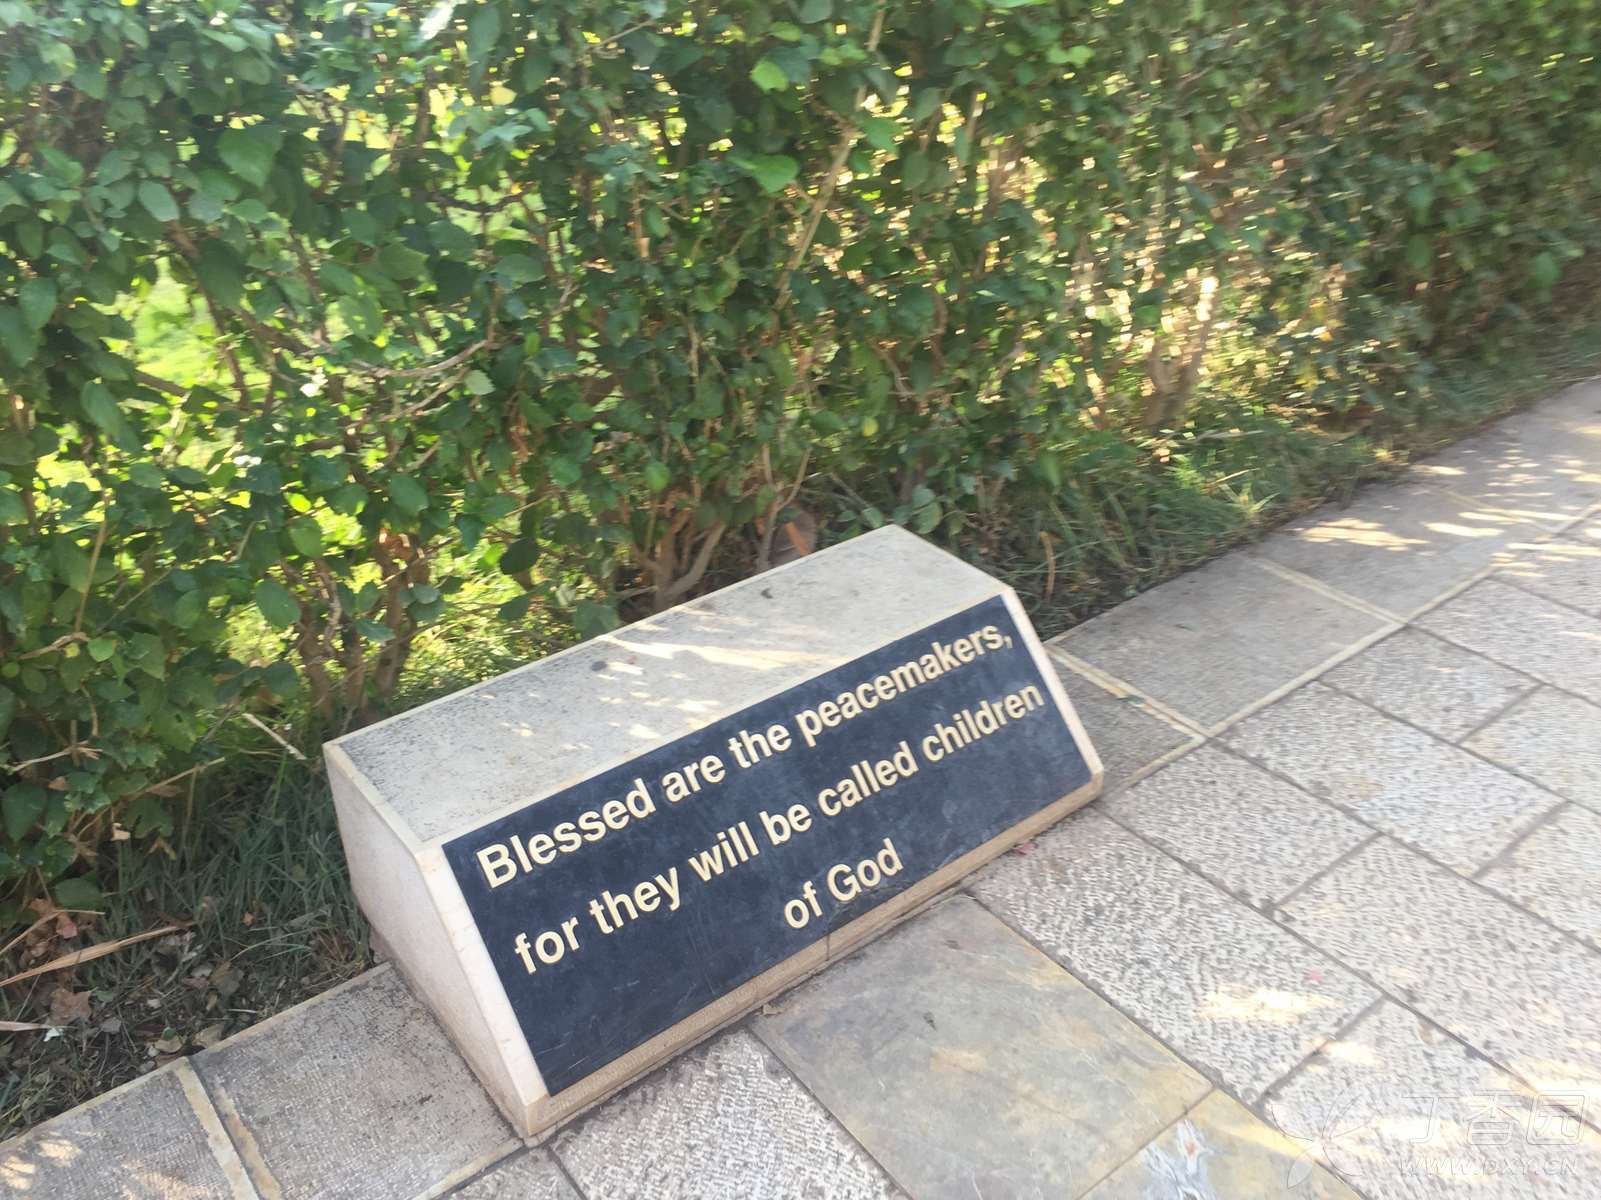 Blessed are the peacemakers,
for they will be called children
of God
丁香园
WWW.DXY.CN